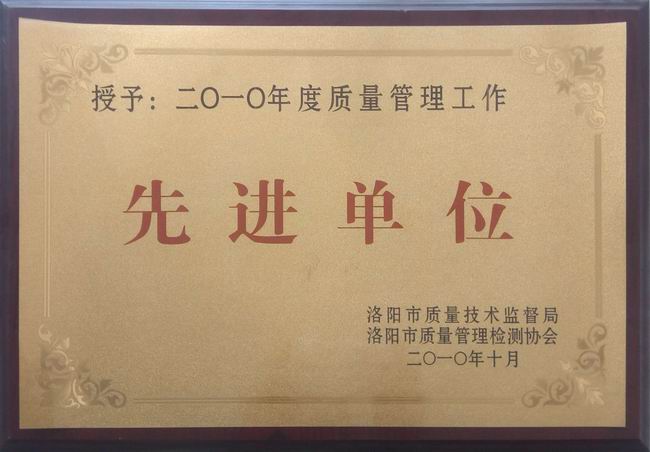 授予：二〇一〇年度质量管理工作
先进单位
洛阳市质量技术监督局
洛阳市质量管理检测协会
二〇一〇年十月